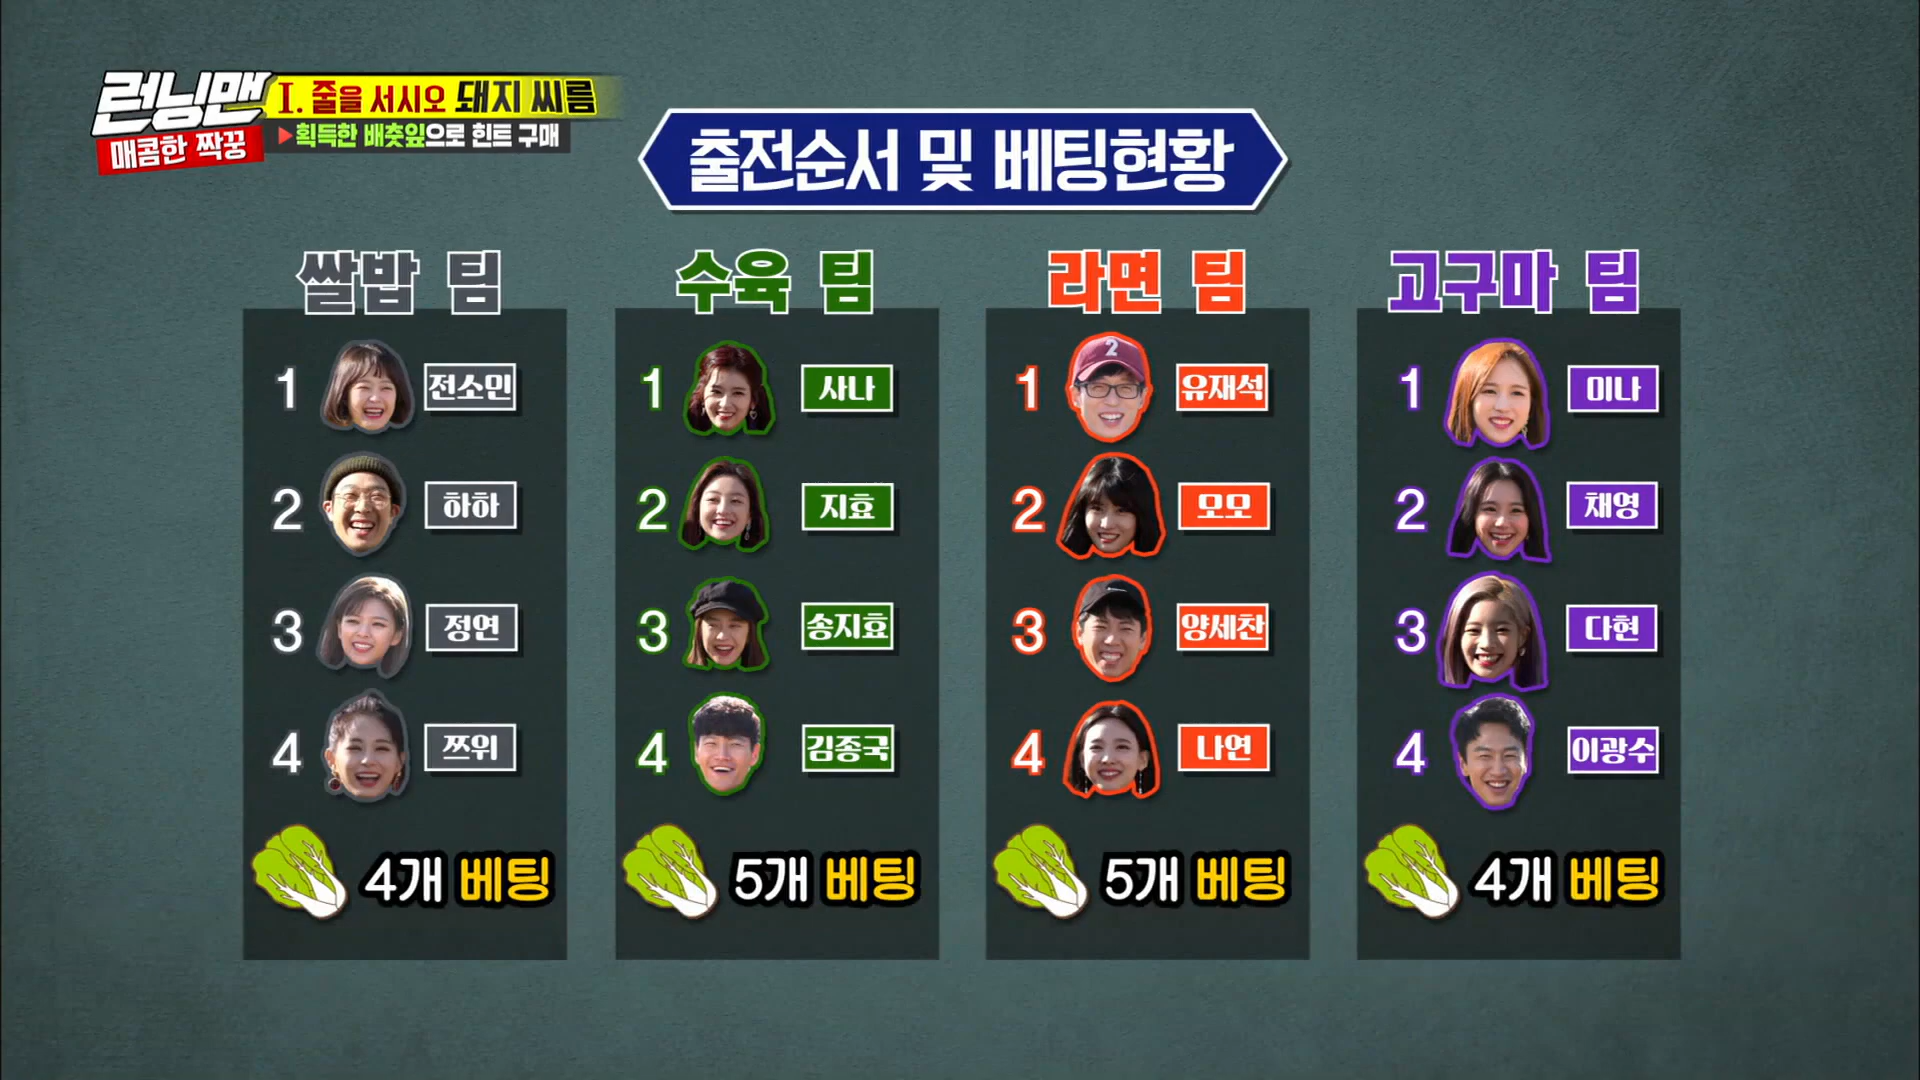 런닝맨
매콤한 짝꿍
I. 줄을 서시오 돼지 씨름
▶획득한 배춧잎으로 힌트 구매
출전순서 및 베팅현황
쌀밥 팀
1 전소민
2 하하
3 정연
4 쯔위
4개 베팅
수육 팀
1 사나
2 지효
3 송지효
4 김종국
5개 베팅
라면 팀
1 2 유재석
2 모모
3 양세찬
4 나연
5개 베팅
고구마 팀
1 미나
2 채영
3 다현
4 이광수
4개 베팅